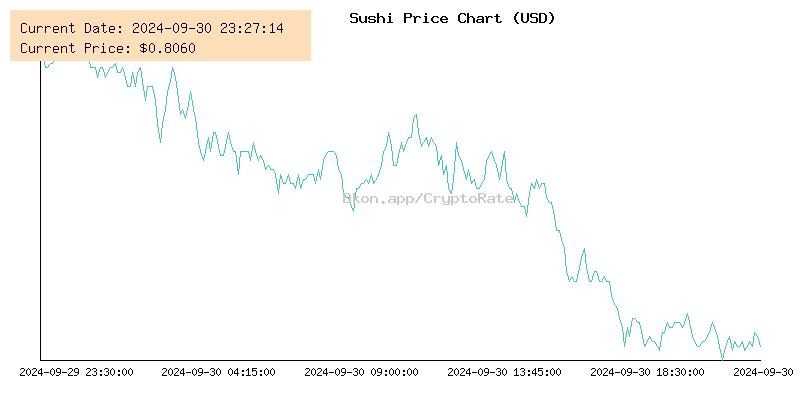 Sushi Price Chart (USD)
Current Date: 2024-09-30 23:27:14
Current Price: $0.8060
Dkon.app/CryptoRate
2024-09-29 23:30:00
2024-09-30 04:15:00
2024-09-30 09:00:00
2024-09-30 13:45:00
2024-09-30 18:30:00
2024-09-30